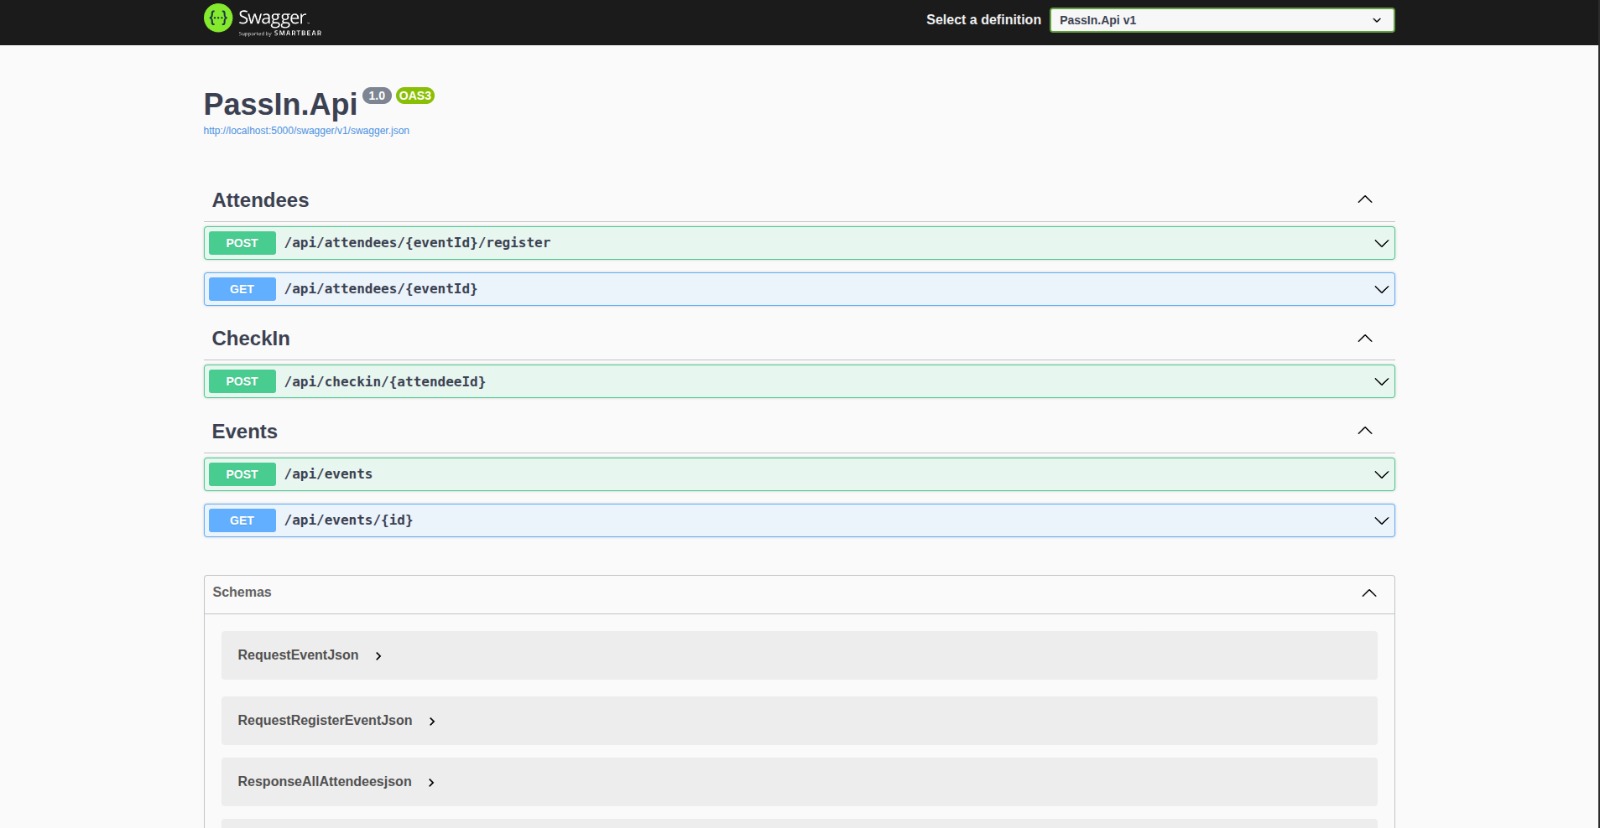 Swagger
Supported by SMARTBEAR
Select a definition
PassIn.Api v1
PassIn.Api 1.0 OAS3
http://localhost:5000/swagger/v1/swagger.json
Attendees
POST /api/attendees/{eventId}/register
GET /api/attendees/{eventId}
CheckIn
POST /api/checkin/{attendeeId}
Events
POST /api/events
GET /api/events/{id}
Schemas
RequestEventJson
RequestRegisterEventJson
ResponseAllAttendeesjson